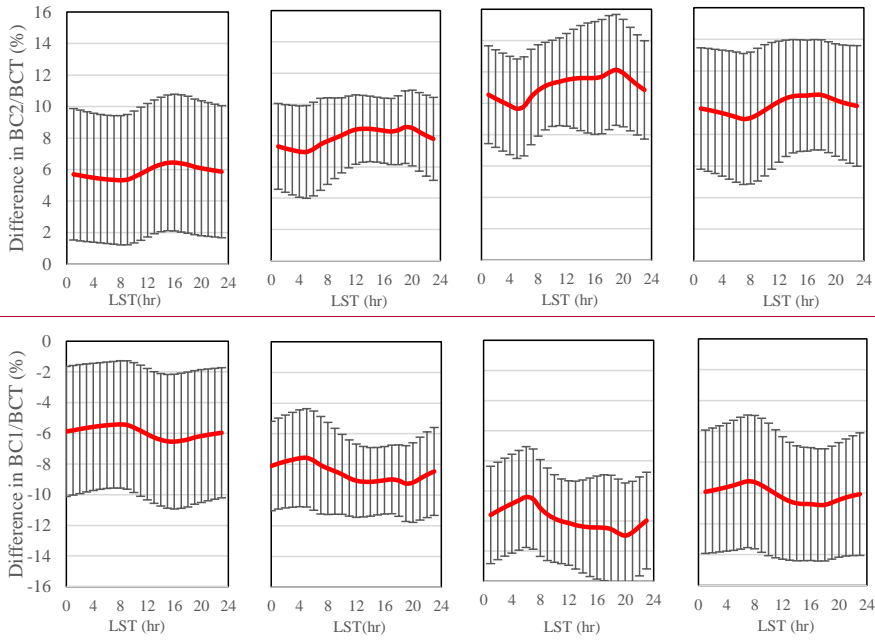 Difference in BC2/BCT (%)
16
14
12
10
8
6
4
2
0
0 4 8 12 16 20 24
LST(hr)
0 4 8 12 16 20 24
LST (hr)
0 4 8 12 16 20 24
LST (hr)
0 4 8 12 16 20 24
LST (hr)
Difference in BC1/BCT (%)
0
-2
-4
-6
-8
-10
-12
-14
-16
0 4 8 12 16 20 24
LST (hr)
0 4 8 12 16 20 24
LST (hr)
0 4 8 12 16 20 24
LST (hr)
0 4 8 12 16 20 24
LST (hr)